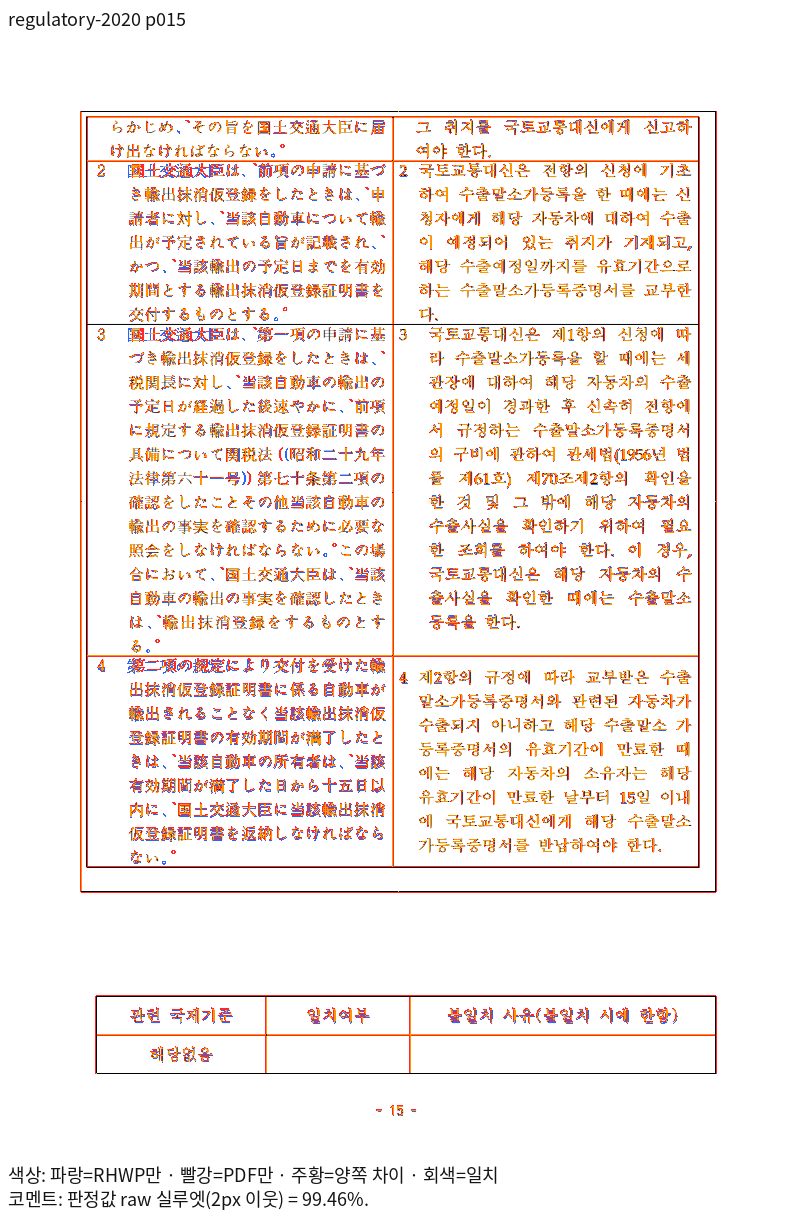 regulatory-2020 p015
らかじめ、その旨を国土交通大臣に届
け出なければならない。
그 취지를 국토교통대신에게 신고하
여야 한다.
2 国土交通大臣は、前項の申請に基づ
き輸出抹消仮登録をしたときは、申
請者に対し、当該自動車について輸
出が予定されている旨が記載され、
かつ、当該輸出の予定日までを有効
期間とする輸出抹消仮登録証明書を
交付するものとする。
2 국토교통대신은 전항의 신청에 기초
하여 수출말소가등록을 한 때에는 신
청자에게 해당 자동차에 대하여 수출
이 예정되어 있는 취지가 기재되고,
해당 수출예정일까지를 유효기간으로
하는 수출말소가등록증명서를 교부한
다.
3 国土交通大臣は、第一項の申請に基
づき輸出抹消仮登録をしたときは、
税関長に対し、当該自動車の輸出の
予定日が経過した後速やかに、前項
に規定する輸出抹消仮登録証明書の
具備について関税法((昭和二十九年
法律第六十一号))第七十条第二項の
確認をしたことその他当該自動車の
輸出の事実を確認するために必要な
照会をしなければならない。この場
合において、国土交通大臣は、当該
自動車の輸出の事実を確認したとき
は、輸出抹消登録をするものとす
る。
3 국토교통대신은 제1항의 신청에 따
라 수출말소가등록을 할 때에는 세
관장에 대하여 해당 자동차의 수출
예정일이 경과한 후 신속히 전항에
서 규정하는 수출말소가등록증명서
의 구비에 관하여 관세법(1956년 법
률 제61호) 제70조제2항의 확인을
한 것 및 그 밖에 해당 자동차의
수출사실을 확인하기 위하여 필요
한 조회를 하여야 한다. 이 경우,
국토교통대신은 해당 자동차의 수
출사실을 확인한 때에는 수출말소
등록을 한다.
4 第二項の規定により交付を受けた輸
出抹消仮登録証明書に係る自動車が
輸出されることなく当該輸出抹消仮
登録証明書の有効期間が満了したと
きは、当該自動車の所有者は、当該
有効期間が満了した日から十五日以
内に、国土交通大臣に当該輸出抹消
仮登録証明書を返納しなければなら
ない。
4 제2항의 규정에 따라 교부받은 수출
말소가등록증명서와 관련된 자동차가
수출되지 아니하고 해당 수출말소 가
등록증명서의 유효기간이 만료한 때
에는 해당 자동차의 소유자는 해당
유효기간이 만료한 날부터 15일 이내
에 국토교통대신에게 해당 수출말소
가등록증명서를 반납하여야 한다.
관련 국제기준 일치여부 불일치 사유(불일치 시에 한함)
해당없음
- 15 -
색상: 파랑=RHWP만 · 빨강=PDF만 · 주황=양쪽 차이 · 회색=일치
코멘트: 판정값 raw 실루엣(2px 이웃) = 99.46%.